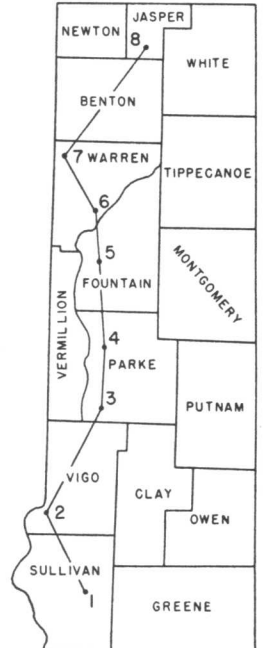 JASPER
NEWTON
8
WHITE
BENTON
7 WARREN
TIPPECANOE
6
5
FOUNTAIN
MONTGOMERY
VERMILLION
4
PARKE
3
PUTNAM
VIGO
CLAY
2
OWEN
SULLIVAN
1
GREENE